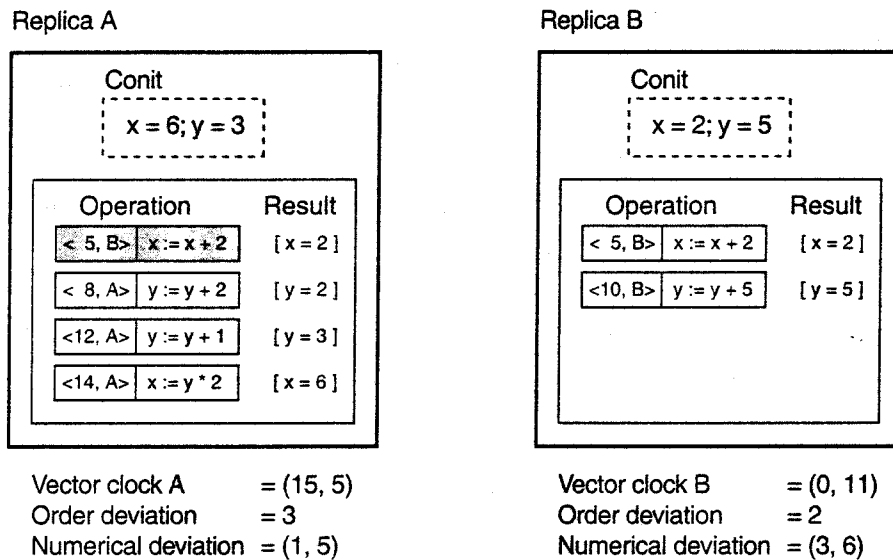 Replica A
Conit
x = 6; y = 3
Operation Result
< 5, B> x := x + 2 [ x = 2 ]
< 8, A> y := y + 2 [ y = 2 ]
<12, A> y := y + 1 [ y = 3 ]
<14, A> x := y * 2 [ x = 6 ]
Vector clock A = (15, 5)
Order deviation = 3
Numerical deviation = (1, 5)
Replica B
Conit
x = 2; y = 5
Operation Result
< 5, B> x := x + 2 [ x = 2 ]
<10, B> y := y + 5 [ y = 5 ]
Vector clock B = (0, 11)
Order deviation = 2
Numerical deviation = (3, 6)